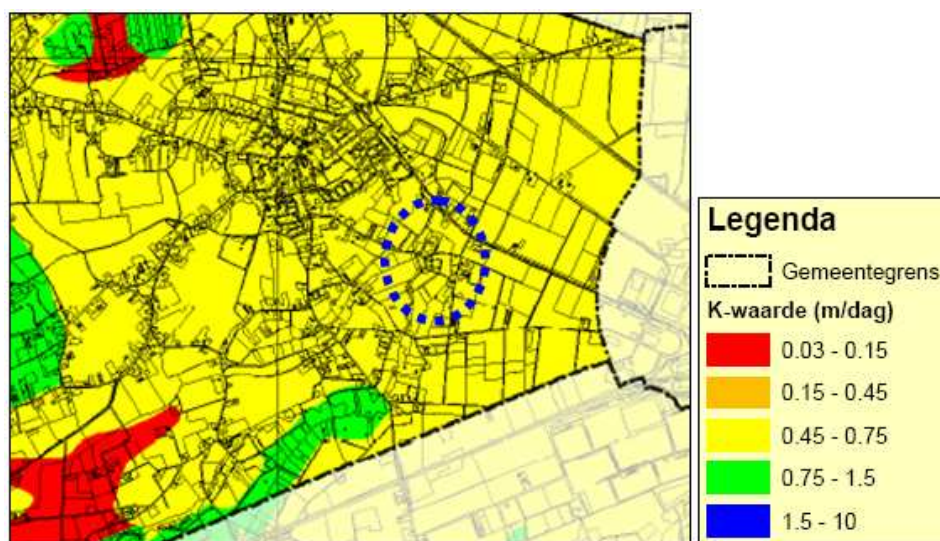 Legenda
Gemeentegrens
K-waarde (m/dag)
0.03 - 0.15
0.15 - 0.45
0.45 - 0.75
0.75 - 1.5
1.5 - 10